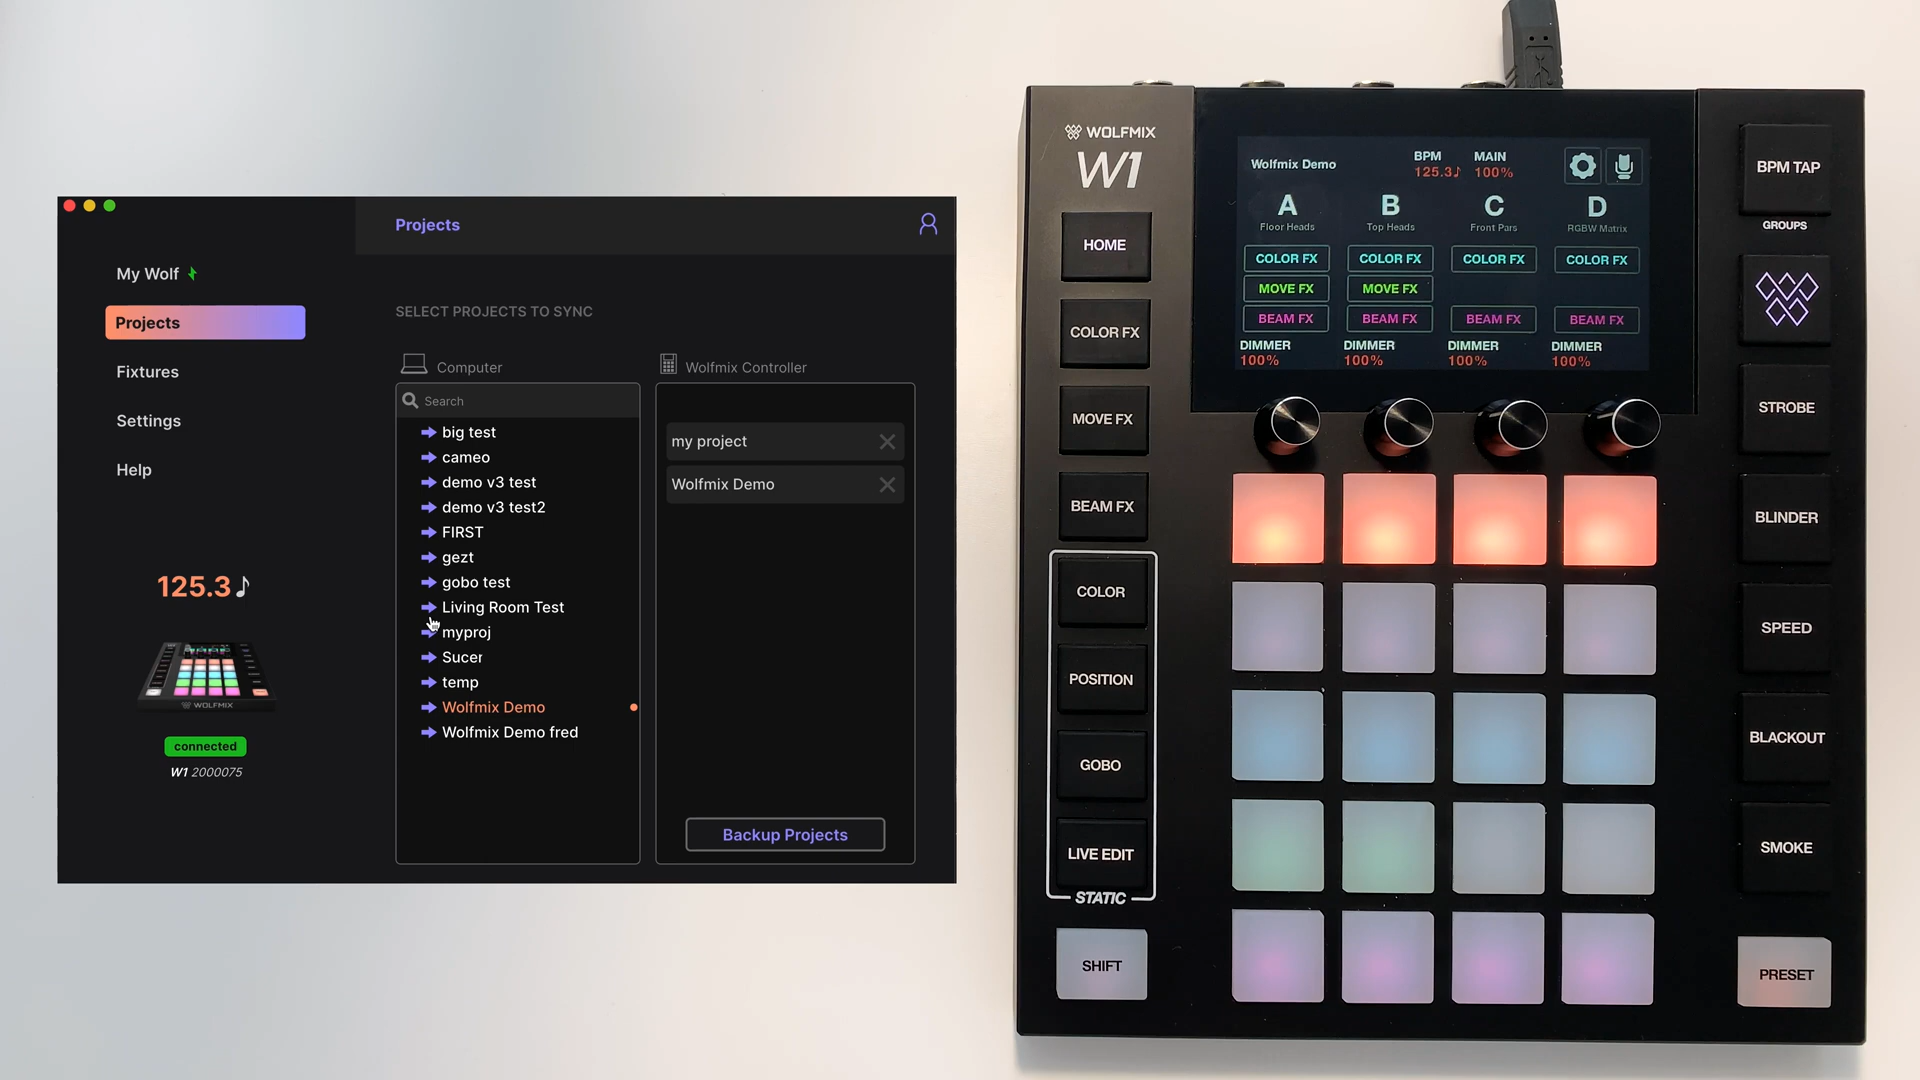 Projects
My Wolf
Projects
Fixtures
Settings
Help
125.3
WOLFMIX
connected
W1 2000075
SELECT PROJECTS TO SYNC
Computer
Search
big test
cameo
demo v3 test
demo v3 test2
FIRST
gezt
gobo test
Living Room Test
myproj
Sucer
temp
Wolfmix Demo
Wolfmix Demo fred
Wolfmix Controller
my project
Wolfmix Demo
Backup Projects
WOLFMIX
W1
HOME
COLOR FX
MOVE FX
BEAM FX
COLOR
POSITION
GOBO
LIVE EDIT
STATIC
SHIFT
Wolfmix Demo
BPM
125.3
MAIN
100%
A B C D
Floor Heads Top Heads Front Pars RGBW Matrix
COLOR FX COLOR FX COLOR FX COLOR FX
MOVE FX MOVE FX
BEAM FX BEAM FX BEAM FX BEAM FX
DIMMER DIMMER DIMMER DIMMER
100% 100% 100% 100%
BPM TAP
GROUPS
STROBE
BLINDER
SPEED
BLACKOUT
SMOKE
PRESET